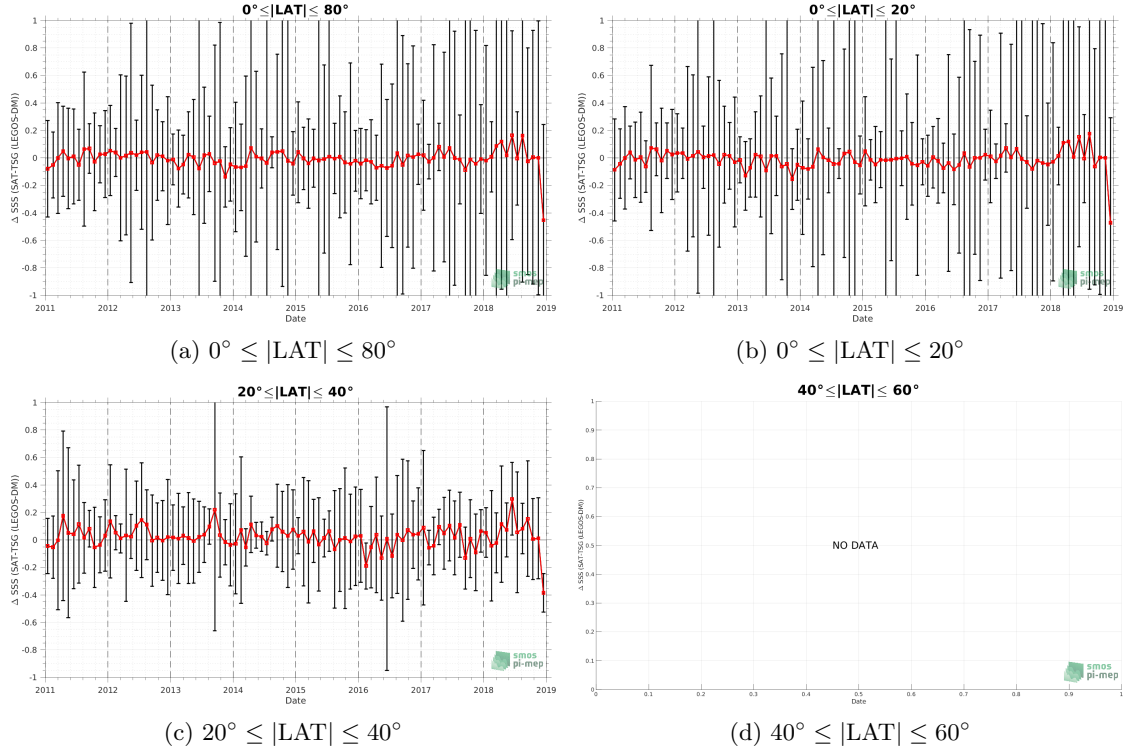 0°≤|LAT|≤ 80°
Δ SSS (SAT-TSG (LEGOS-DM))
1
0.8
0.6
0.4
0.2
0
-0.2
-0.4
-0.6
-0.8
-1
2011 2012 2013 2014 2015 2016 2017 2018 2019
Date
smos
pi-mep
(a) 0° ≤ |LAT| ≤ 80°
0°≤|LAT|≤ 20°
Δ SSS (SAT-TSG (LEGOS-DM))
1
0.8
0.6
0.4
0.2
0
-0.2
-0.4
-0.6
-0.8
-1
2011 2012 2013 2014 2015 2016 2017 2018 2019
Date
smos
pi-mep
(b) 0° ≤ |LAT| ≤ 20°
20°≤|LAT|≤ 40°
Δ SSS (SAT-TSG (LEGOS-DM))
1
0.8
0.6
0.4
0.2
0
-0.2
-0.4
-0.6
-0.8
-1
2011 2012 2013 2014 2015 2016 2017 2018 2019
Date
smos
pi-mep
(c) 20° ≤ |LAT| ≤ 40°
40°≤|LAT|≤ 60°
Δ SSS (SAT-TSG (LEGOS-DM))
1
0.9
0.8
0.7
0.6
0.5
0.4
0.3
0.2
0.1
0
NO DATA
0 0.1 0.2 0.3 0.4 0.5 0.6 0.7 0.8 0.9 1
Date
smos
pi-mep
(d) 40° ≤ |LAT| ≤ 60°